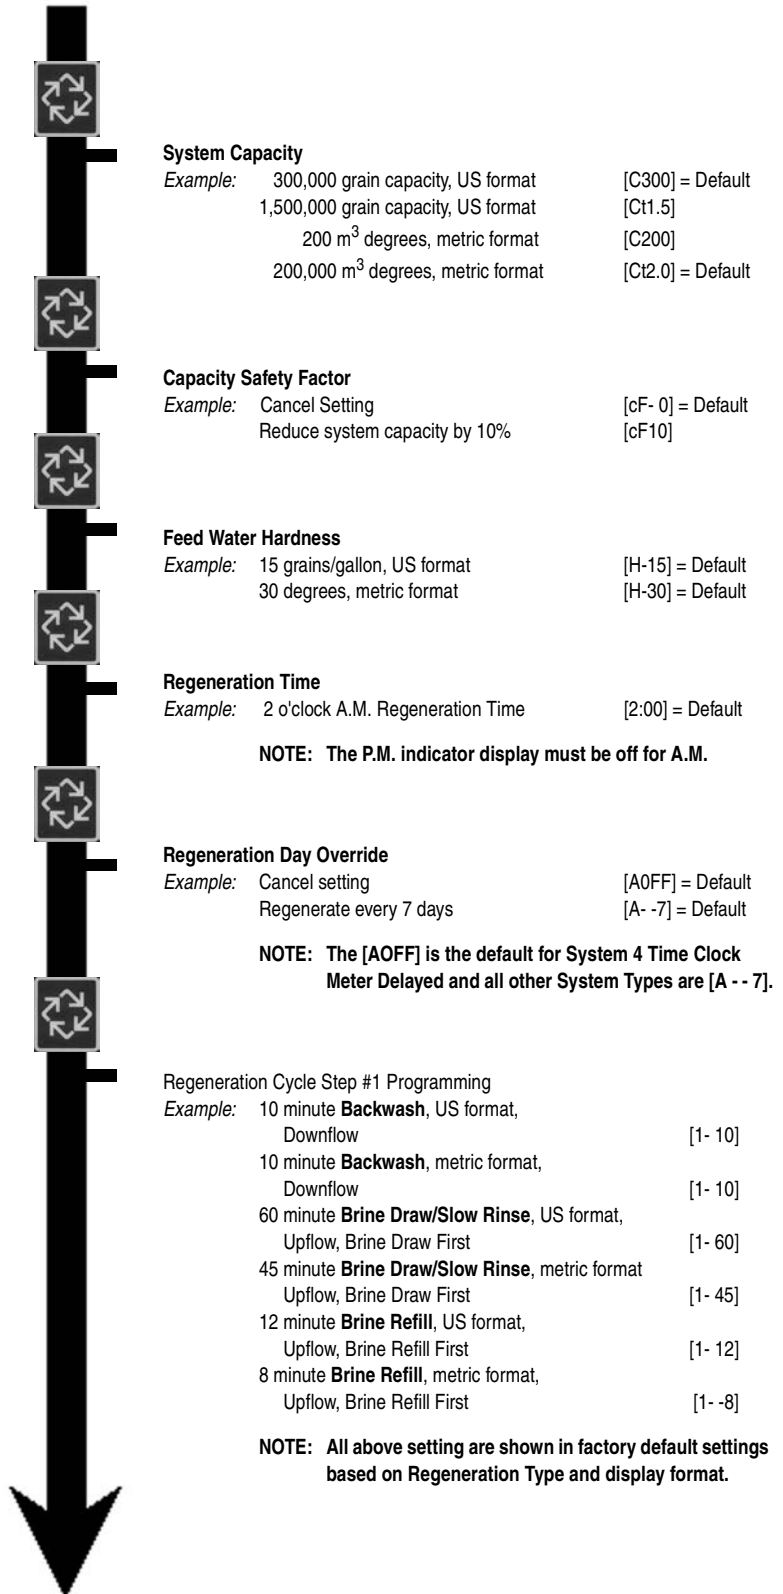 System Capacity
Example: 300,000 grain capacity, US format [C300] = Default
1,500,000 grain capacity, US format [Ct1.5]
200 m3 degrees, metric format [C200]
200,000 m3 degrees, metric format [Ct2.0] = Default
Capacity Safety Factor
Example: Cancel Setting [cF- 0] = Default
Reduce system capacity by 10% [cF10]
Feed Water Hardness
Example: 15 grains/gallon, US format [H-15] = Default
30 degrees, metric format [H-30] = Default
Regeneration Time
Example: 2 o'clock A.M. Regeneration Time [2:00] = Default
NOTE: The P.M. indicator display must be off for A.M.
Regeneration Day Override
Example: Cancel setting [A0FF] = Default
Regenerate every 7 days [A- -7] = Default
NOTE: The [AOFF] is the default for System 4 Time Clock
Meter Delayed and all other System Types are [A - - 7].
Regeneration Cycle Step #1 Programming
Example: 10 minute Backwash, US format,
Downflow [1- 10]
10 minute Backwash, metric format,
Downflow [1- 10]
60 minute Brine Draw/Slow Rinse, US format,
Upflow, Brine Draw First [1- 60]
45 minute Brine Draw/Slow Rinse, metric format
Upflow, Brine Draw First [1- 45]
12 minute Brine Refill, US format,
Upflow, Brine Refill First [1- 12]
8 minute Brine Refill, metric format,
Upflow, Brine Refill First [1- -8]
NOTE: All above setting are shown in factory default settings
based on Regeneration Type and display format.